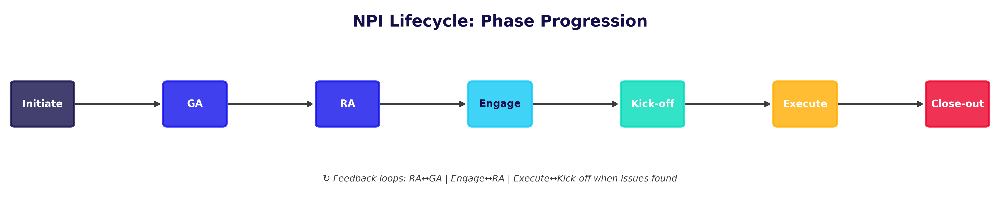 NPI Lifecycle: Phase Progression
Initiate
GA
RA
Engage
Kick-off
Execute
Close-out
↻ Feedback loops: RA↔GA | Engage↔RA | Execute↔Kick-off when issues found